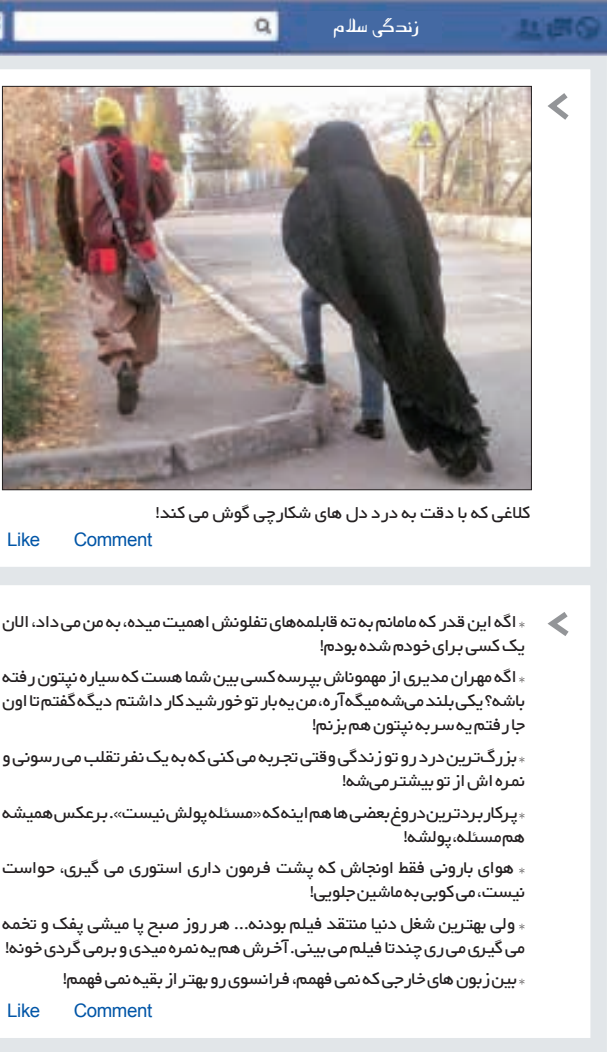 زندگی سلام
کلاغی که با دقت به درد دل های شکارچی گوش می کند!
Like Comment
* اگه این قدر که مامانم به ته قابلمه‌های تفلونش اهمیت میده، به من می داد، الان
یک کسی برای خودم شده بودم!
* اگه مهران مدیری از مهموناش بپرسه کسی بین شما هست که سیاره نپتون رفته
باشه؟ یکی بلند می‌شه میگه آره، من یه بار تو خورشید کار داشتم دیگه گفتم تا اون
جا رفتم یه سر به نپتون هم بزنم!
* بزرگ‌ترین درد رو تو زندگی وقتی تجربه می کنی که به یک نفر تقلب می رسونی و
نمره اش از تو بیشتر می‌شه!
* پرکاربردترین دروغ بعضی ها هم اینه که «مسئله پولش نیست». برعکس همیشه
هم مسئله، پولشه!
* هوای بارونی فقط اونجاش که پشت فرمون داری استوری می گیری، حواست
نیست، می کوبی به ماشین جلویی!
* ولی بهترین شغل دنیا منتقد فیلم بودنه... هر روز صبح پا میشی پفک و تخمه
می گیری می ری چندتا فیلم می بینی. آخرش هم یه نمره میدی و برمی گردی خونه!
* بین زبون های خارجی که نمی فهمم، فرانسوی رو بهتر از بقیه نمی فهمم!
Like Comment